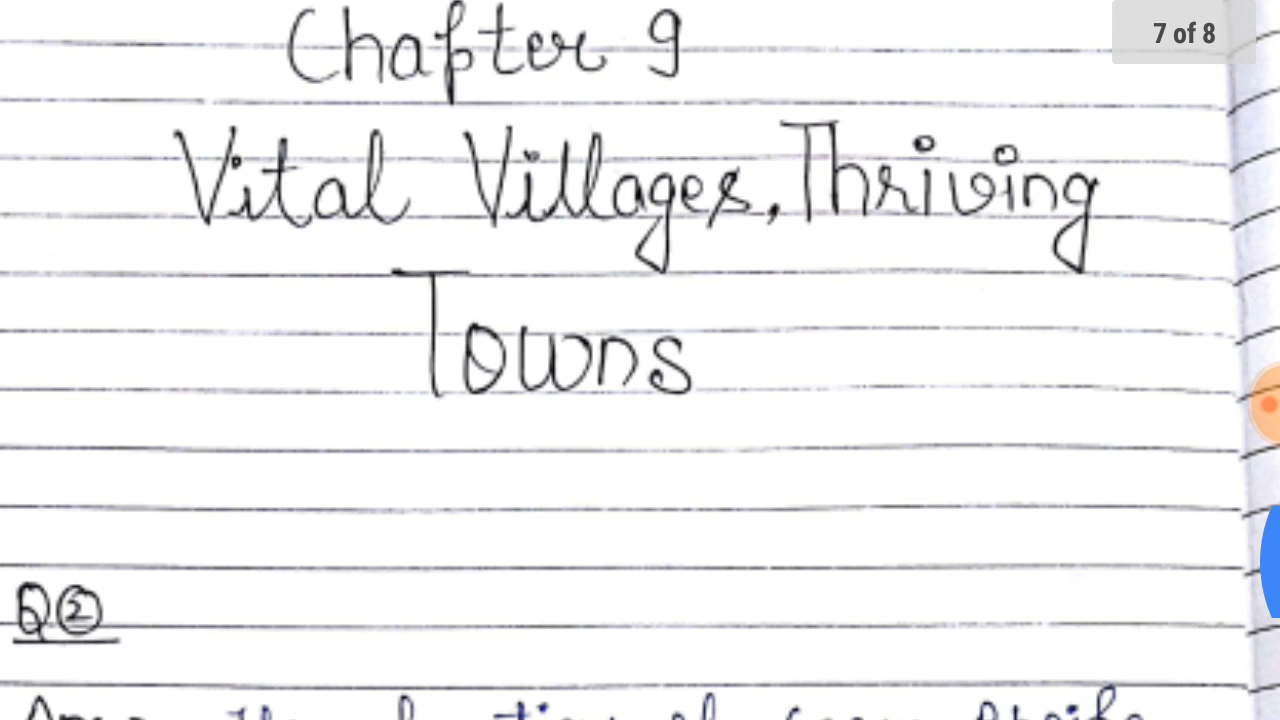 Chapter 9
7 of 8
Vital Villages, Thriving
Towns
Q②